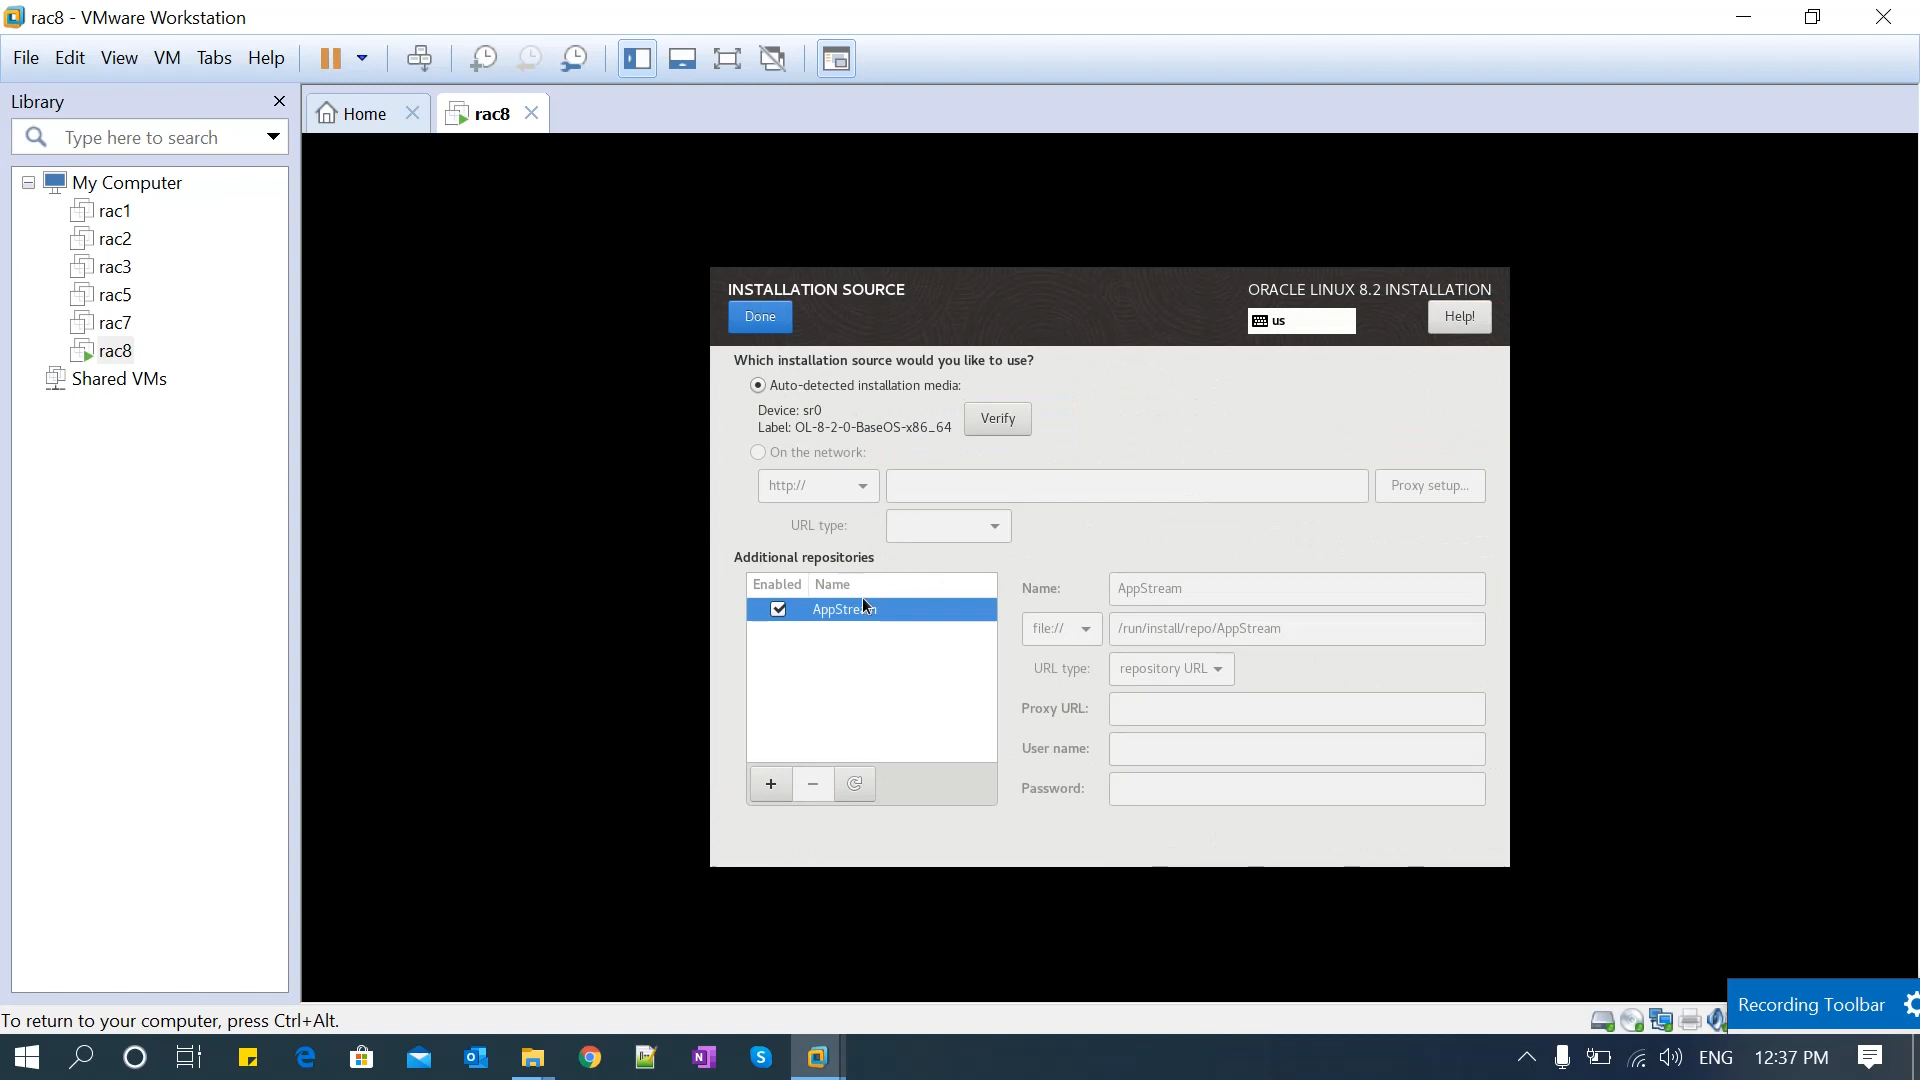 rac8 - VMware Workstation
File Edit View VM Tabs Help
Library
Type here to search
My Computer
rac1
rac2
rac3
rac5
rac7
rac8
Shared VMs
Home
rac8
INSTALLATION SOURCE
Done
ORACLE LINUX 8.2 INSTALLATION
us
Help!
Which installation source would you like to use?
Auto-detected installation media:
Device: sr0
Label: OL-8-2-0-BaseOS-x86_64
Verify
On the network:
http://
Proxy setup...
URL type:
Additional repositories
Enabled Name
AppStream
Name: AppStream
file:// /run/install/repo/AppStream
URL type: repository URL
Proxy URL:
User name:
Password:
Recording Toolbar
To return to your computer, press Ctrl+Alt.
ENG 12:37 PM